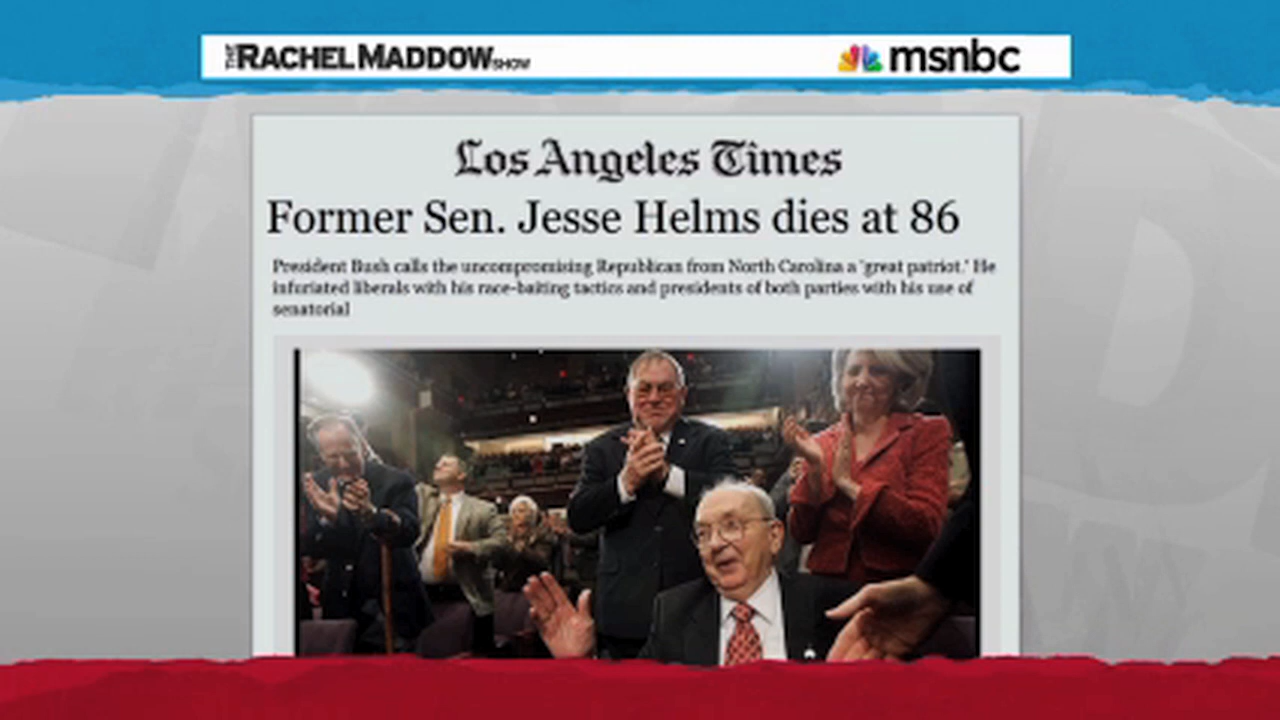 THE RACHEL MADDOW SHOW
msnbc
Los Angeles Times
Former Sen. Jesse Helms dies at 86
President Bush calls the uncompromising Republican from North Carolina a 'great patriot.' He
infuriated liberals with his race-baiting tactics and presidents of both parties with his use of
senatorial